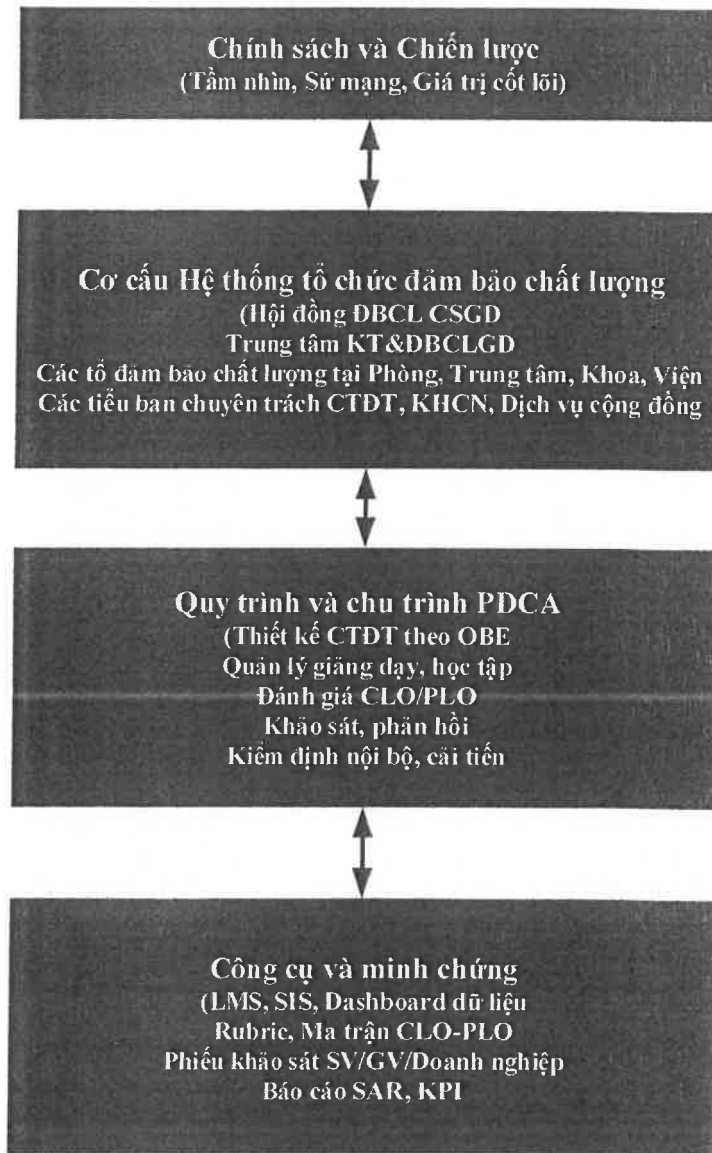 Chính sách và Chiến lược
(Tầm nhìn, Sứ mạng, Giá trị cốt lõi)
Cơ cấu Hệ thống tổ chức đảm bảo chất lượng
(Hội đồng ĐBCL CSGD
Trung tâm KT&ĐBCLGD
Các tổ đảm bảo chất lượng tại Phòng, Trung tâm, Khoa, Viện
Các tiểu ban chuyên trách CTĐT, KHCN, Dịch vụ cộng đồng
Quy trình và chu trình PDCA
(Thiết kế CTĐT theo OBE
Quản lý giảng dạy, học tập
Đánh giá CLO/PLO
Khảo sát, phản hồi
Kiểm định nội bộ, cải tiến
Công cụ và minh chứng
(LMS, SIS, Dashboard dữ liệu
Rubric, Ma trận CLO-PLO
Phiếu khảo sát SV/GV/Doanh nghiệp
Báo cáo SAR, KPI